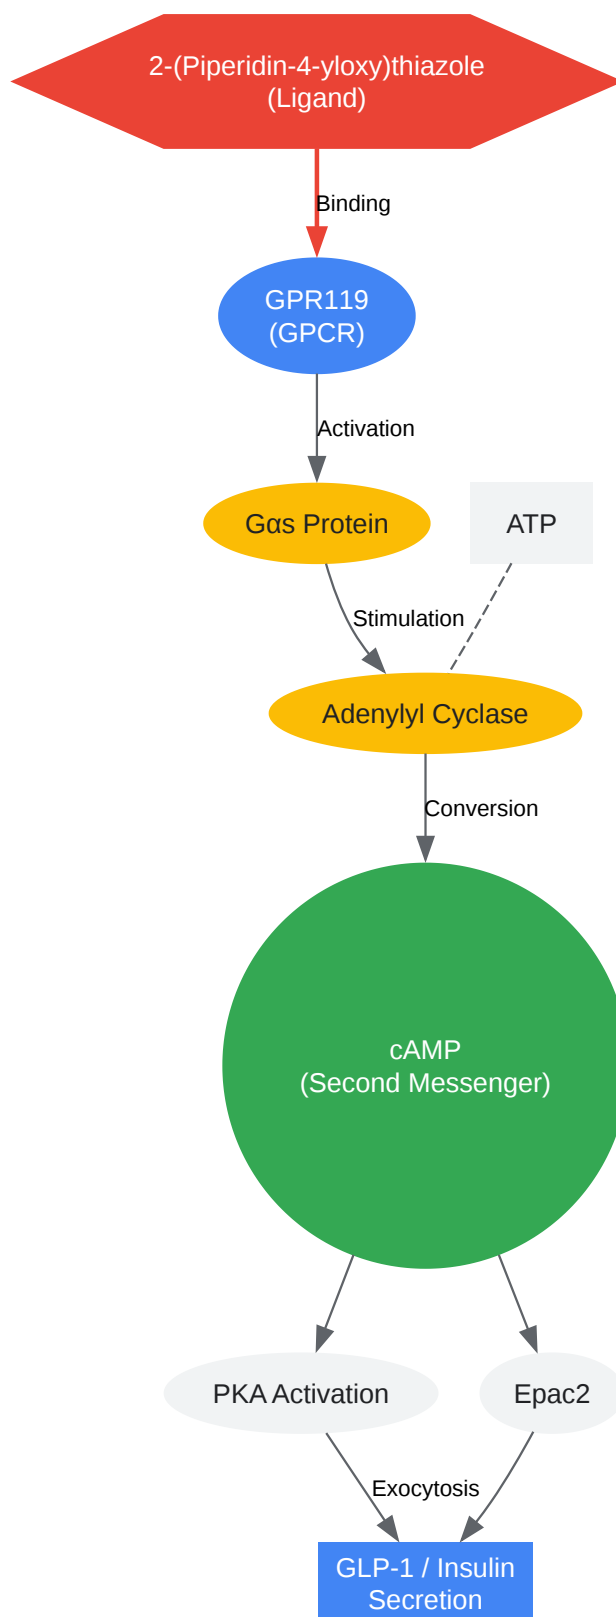 2-(Piperidin-4-yloxy)thiazole
(Ligand)
Binding
GPR119
(GPCR)
Activation
Gαs Protein
ATP
Stimulation
Adenylyl Cyclase
Conversion
cAMP
(Second Messenger)
PKA Activation
Epac2
Exocytosis
GLP-1 / Insulin
Secretion